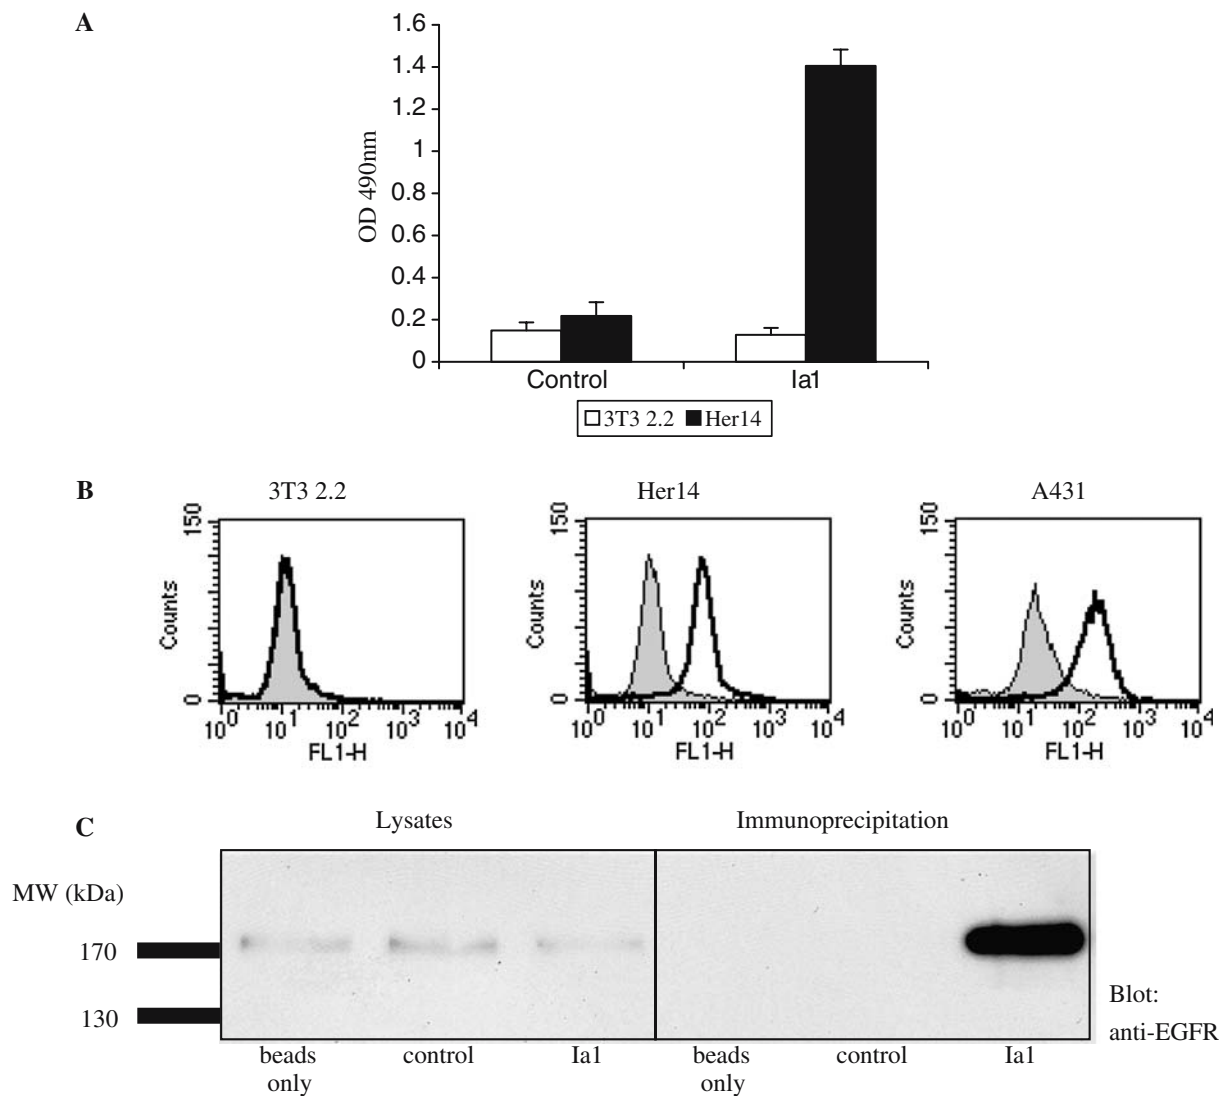 A
1.6
1.4
1.2
1
0.8
0.6
0.4
0.2
0
OD 490nm
Control
Ia1
3T3 2.2 Her14
B
3T3 2.2
150
Counts
0
10^0 10^1 10^2 10^3 10^4
FL1-H
Her14
150
Counts
0
10^0 10^1 10^2 10^3 10^4
FL1-H
A431
150
Counts
0
10^0 10^1 10^2 10^3 10^4
FL1-H
C
Lysates
Immunoprecipitation
MW (kDa)
170
130
beads only
control
Ia1
beads only
control
Ia1
Blot:
anti-EGFR